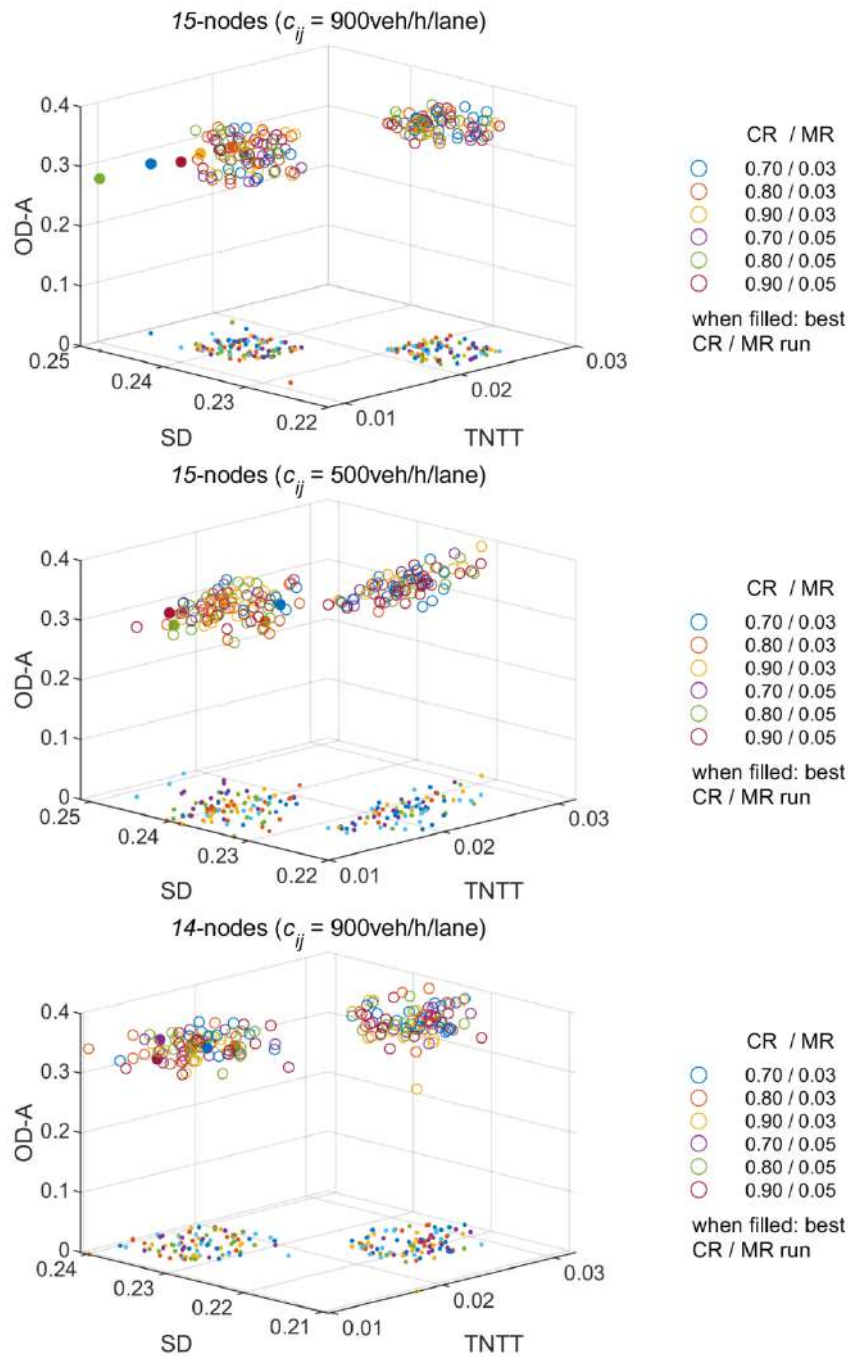 15-nodes (cij = 900veh/h/lane)
0.4
0.3
0.2
0.1
0
OD-A
0.25
0.24
0.23
0.22
SD
0.01
0.02
0.03
TNTT
CR / MR
0.70 / 0.03
0.80 / 0.03
0.90 / 0.03
0.70 / 0.05
0.80 / 0.05
0.90 / 0.05
when filled: best
CR / MR run
15-nodes (cij = 500veh/h/lane)
0.4
0.3
0.2
0.1
0
OD-A
0.25
0.24
0.23
0.22
SD
0.01
0.02
0.03
TNTT
CR / MR
0.70 / 0.03
0.80 / 0.03
0.90 / 0.03
0.70 / 0.05
0.80 / 0.05
0.90 / 0.05
when filled: best
CR / MR run
14-nodes (cij = 900veh/h/lane)
0.4
0.3
0.2
0.1
0
OD-A
0.24
0.23
0.22
0.21
SD
0.01
0.02
0.03
TNTT
CR / MR
0.70 / 0.03
0.80 / 0.03
0.90 / 0.03
0.70 / 0.05
0.80 / 0.05
0.90 / 0.05
when filled: best
CR / MR run